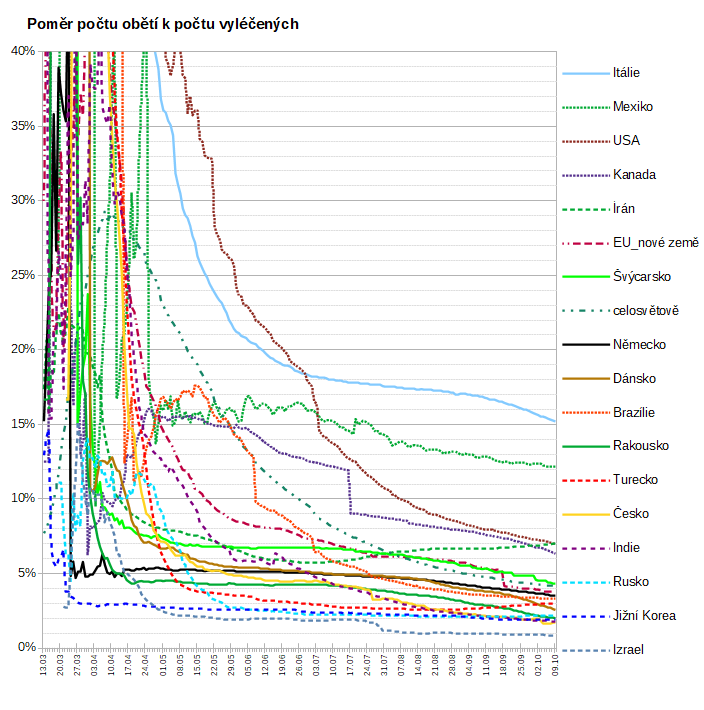 Poměr počtu obětí k počtu vyléčených
40%
35%
30%
25%
20%
15%
10%
5%
0%
13.03
20.03
27.03
03.04
10.04
17.04
24.04
01.05
08.05
15.05
22.05
29.05
05.06
12.06
19.06
26.06
03.07
10.07
17.07
24.07
31.07
07.08
14.08
21.08
28.08
04.09
11.09
18.09
25.09
02.10
09.10
Itálie
Mexiko
USA
Kanada
Írán
EU_nové země
Švýcarsko
celosvětově
Německo
Dánsko
Brazílie
Rakousko
Turecko
Česko
Indie
Rusko
Jižní Korea
Izrael